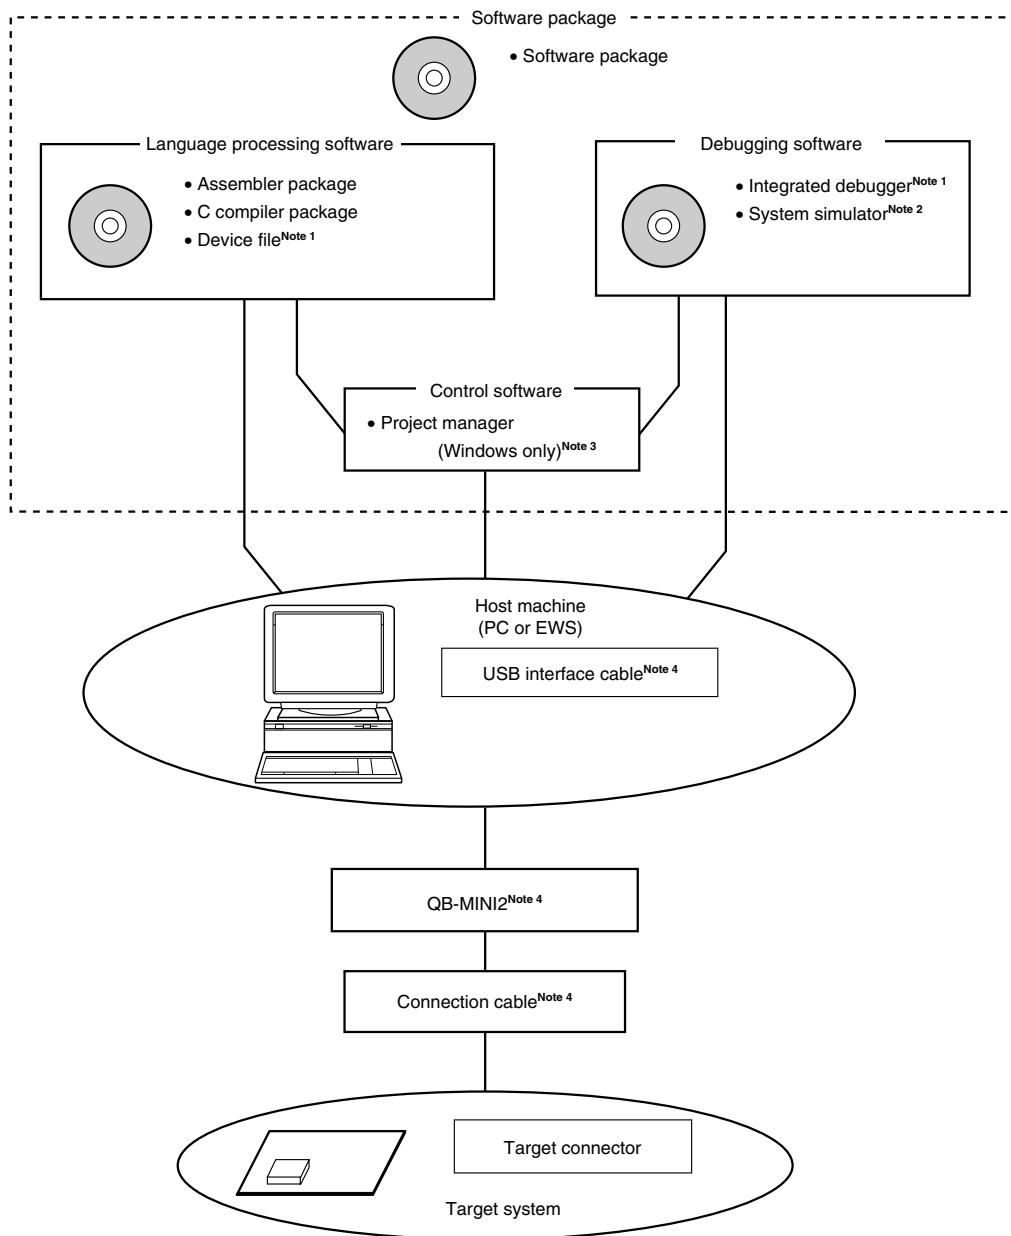 Software package
• Software package
Language processing software
• Assembler package
• C compiler package
• Device fileNote 1
Debugging software
• Integrated debuggerNote 1
• System simulatorNote 2
Control software
• Project manager
(Windows only)Note 3
Host machine
(PC or EWS)
USB interface cableNote 4
QB-MINI2Note 4
Connection cableNote 4
Target connector
Target system